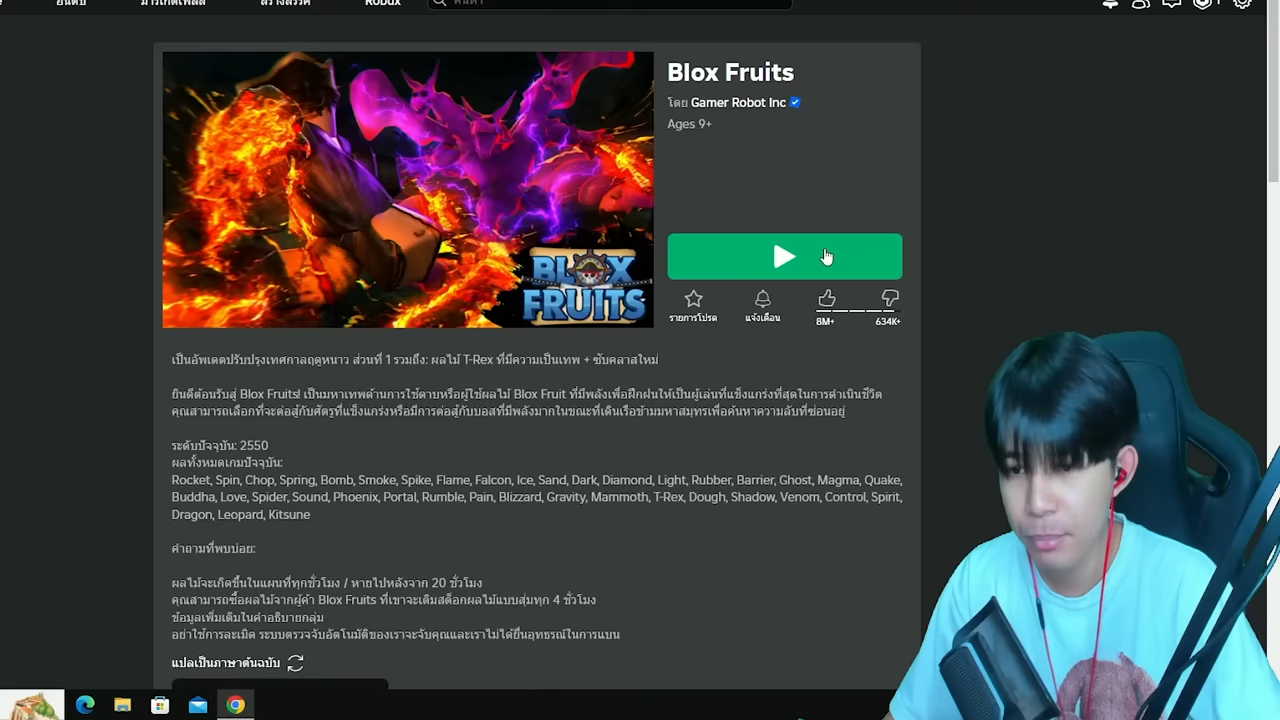 อันดับ มาร์เก็ตเพลส สร้างสรรค์ Robux ค้นหา
Blox Fruits
โดย Gamer Robot Inc
Ages 9+
BLOX
FRUITS
รายการโปรด แจ้งเตือน 8M+ 634K+
เป็นอัพเดตปรับปรุงเทศกาลฤดูหนาว ส่วนที่ 1 รวมถึง: ผลไม้ T-Rex ที่มีความเป็นเทพ + ซับคลาสใหม่
ยินดีต้อนรับสู่ Blox Fruits! เป็นมหาเทพด้านการใช้ดาบหรือผู้ใช้ผลไม้ Blox Fruit ที่มีพลังเพื่อฝึกฝนให้เป็นผู้เล่นที่แข็งแกร่งที่สุดในการดำเนินชีวิต
คุณสามารถเลือกที่จะต่อสู้กับศัตรูที่แข็งแกร่งหรือมีการต่อสู้กับบอสที่มีพลังมากในขณะที่เดินเรือข้ามมหาสมุทรเพื่อค้นหาความลับที่ซ่อนอยู่
ระดับปัจจุบัน: 2550
ผลทั้งหมดเกมปัจจุบัน:
Rocket, Spin, Chop, Spring, Bomb, Smoke, Spike, Flame, Falcon, Ice, Sand, Dark, Diamond, Light, Rubber, Barrier, Ghost, Magma, Quake,
Buddha, Love, Spider, Sound, Phoenix, Portal, Rumble, Pain, Blizzard, Gravity, Mammoth, T-Rex, Dough, Shadow, Venom, Control, Spirit,
Dragon, Leopard, Kitsune
คำถามที่พบบ่อย:
ผลไม้จะเกิดขึ้นในแผนที่ทุกชั่วโมง / หายไปหลังจาก 20 ชั่วโมง
คุณสามารถซื้อผลไม้จากผู้ค้า Blox Fruits ที่เขาจะเติมสต็อกผลไม้แบบสุ่มทุก 4 ชั่วโมง
ข้อมูลเพิ่มเติมในคำอธิบายกลุ่ม
อย่าใช้การละเมิด ระบบตรวจจับอัตโนมัติของเราจะจับคุณและเราไม่ได้ยื่นอุทธรณ์ในการแบน
แปลเป็นภาษาต้นฉบับ